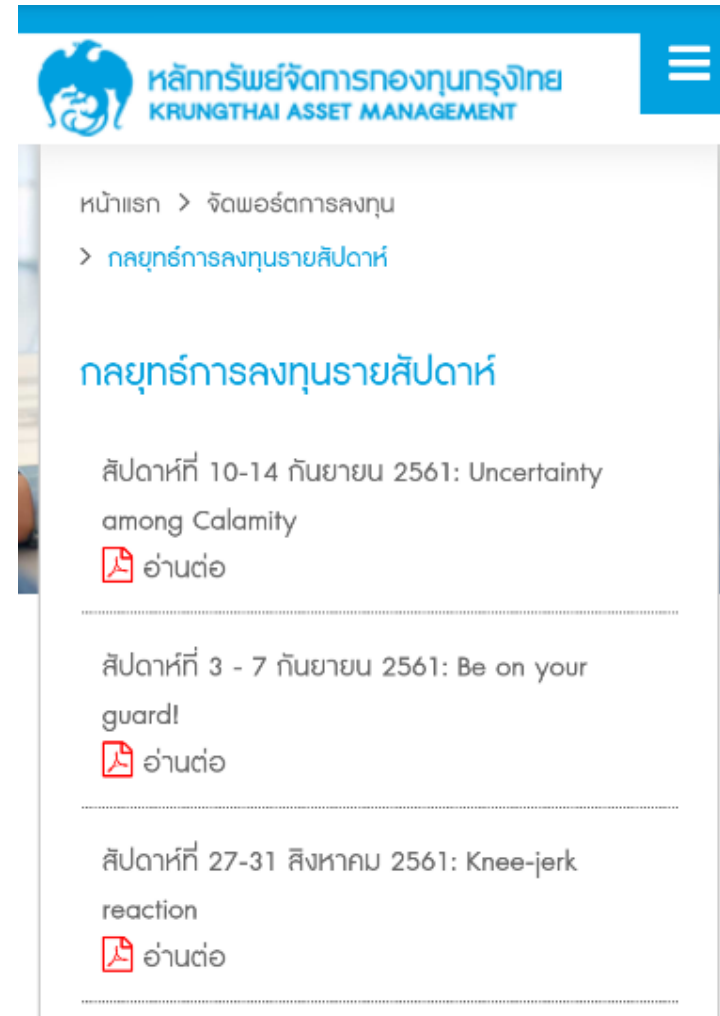 หลักทรัพย์จัดการกองทุนกรุงไทย
KRUNGTHAI ASSET MANAGEMENT
หน้าแรก > จัดพอร์ตการลงทุน
> กลยุทธ์การลงทุนรายสัปดาห์
กลยุทธ์การลงทุนรายสัปดาห์
สัปดาห์ที่ 10-14 กันยายน 2561: Uncertainty
among Calamity
อ่านต่อ
สัปดาห์ที่ 3 - 7 กันยายน 2561: Be on your
guard!
อ่านต่อ
สัปดาห์ที่ 27-31 สิงหาคม 2561: Knee-jerk
reaction
อ่านต่อ